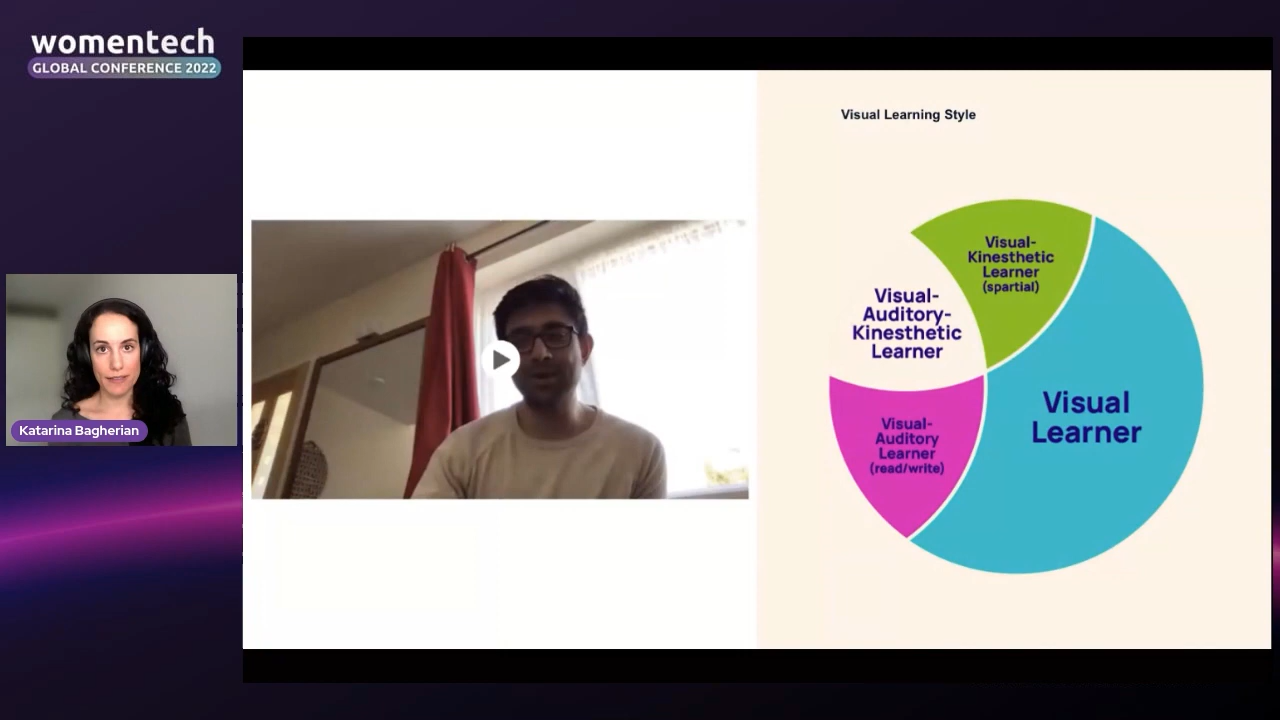 womentech
GLOBAL CONFERENCE 2022
Katarina Bagherian
Visual Learning Style
Visual-
Kinesthetic
Learner
(spartial)
Visual-
Auditory-
Kinesthetic
Learner
Visual
Learner
Visual-
Auditory
Learner
(read/write)